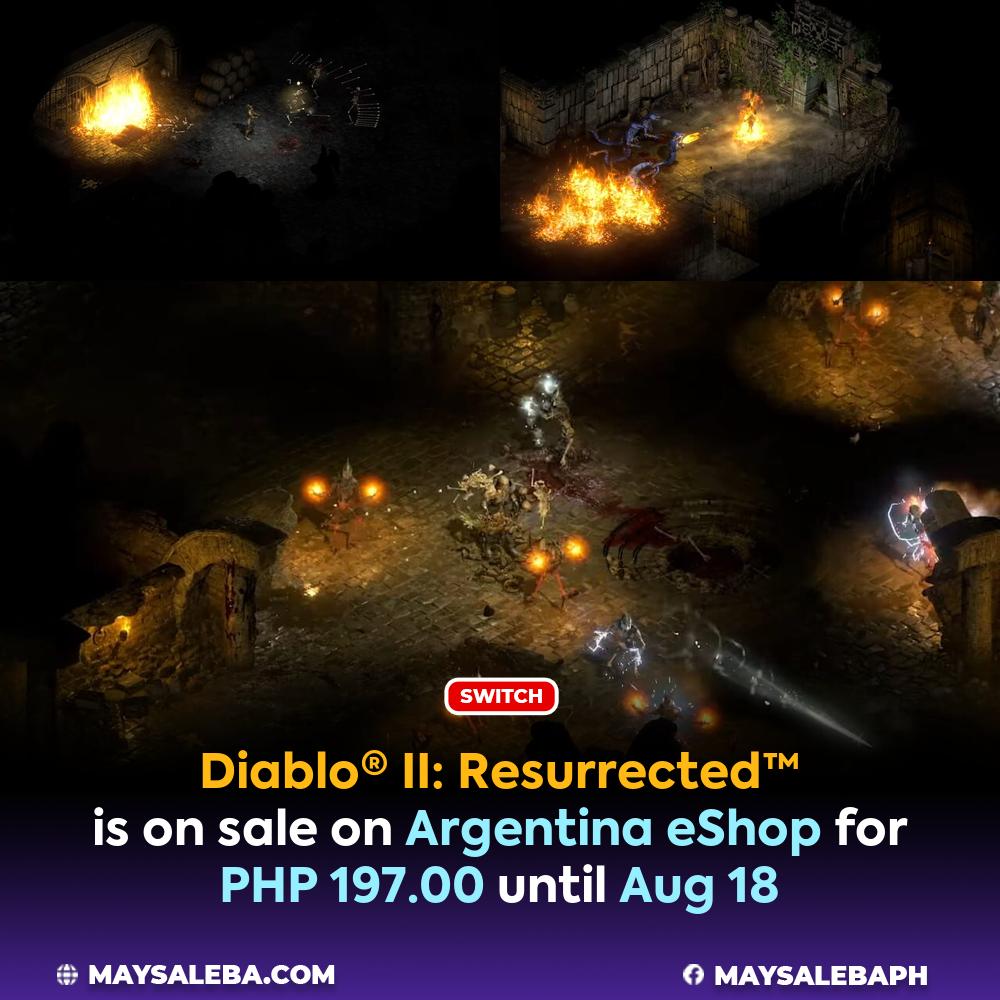 SWITCH
Diablo® II: Resurrected™
is on sale on Argentina eShop for
PHP 197.00 until Aug 18
MAYSALEBA.COM
MAYSALEBAPH